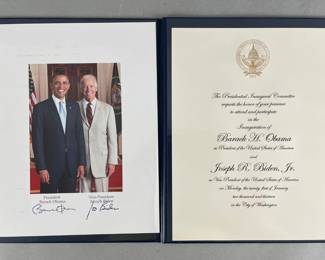 President
Barack Obama
Vice President
Joseph Biden
The Presidential Inaugural Committee
requests the honor of your presence
to attend and participate
in the
Inauguration of
Barack H. Obama
as President of the United States of America
and
Joseph R. Biden, Jr.
as Vice President of the United States of America
on Monday, the twenty first of January
two thousand and thirteen
in the City of Washington